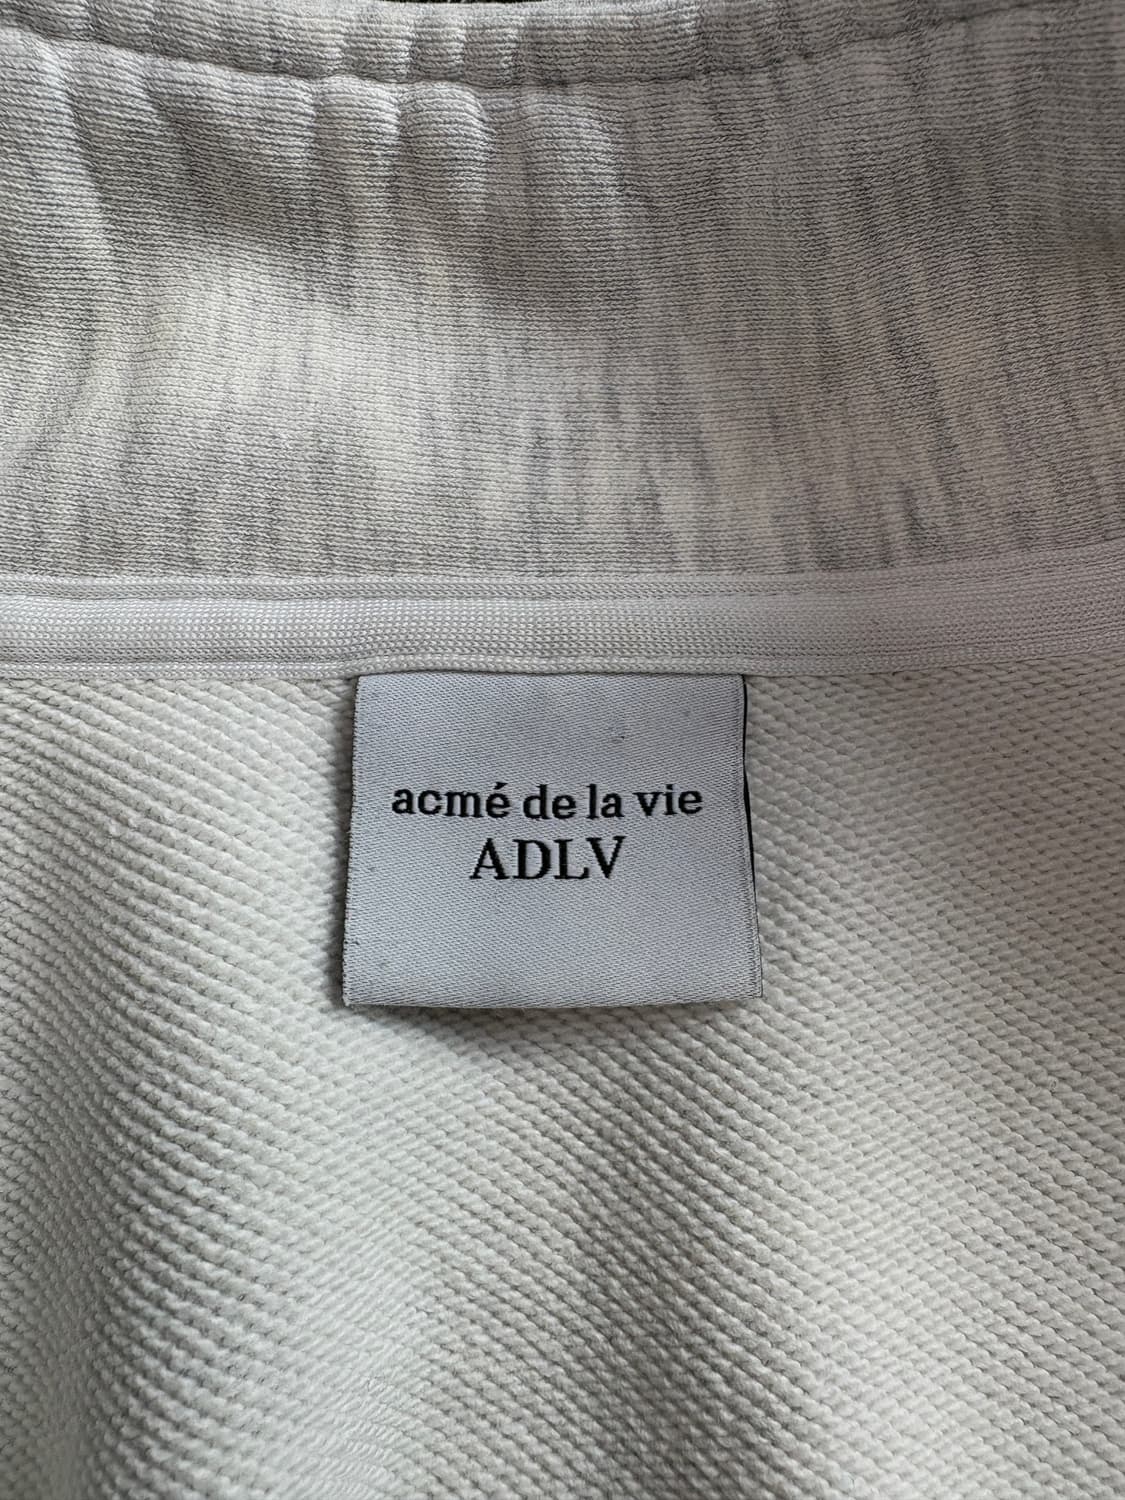 acmé de la vie
ADLV